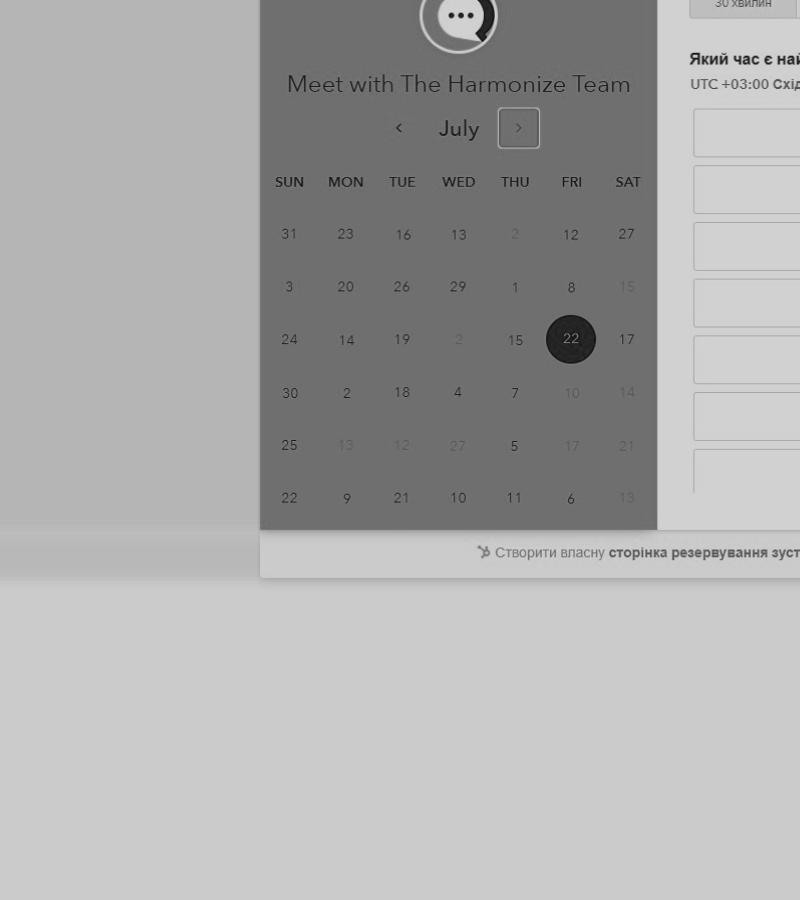 30 хвилин
Meet with The Harmonize Team
Який час є най
UTC +03:00 Схід
July
SUN MON TUE WED THU FRI SAT
31 23 16 13 2 12 27
3 20 26 29 1 8 15
24 14 19 2 15 22 17
30 2 18 4 7 10 14
25 13 12 27 5 17 21
22 9 21 10 11 6 13
Створити власну сторінка резервування зуст